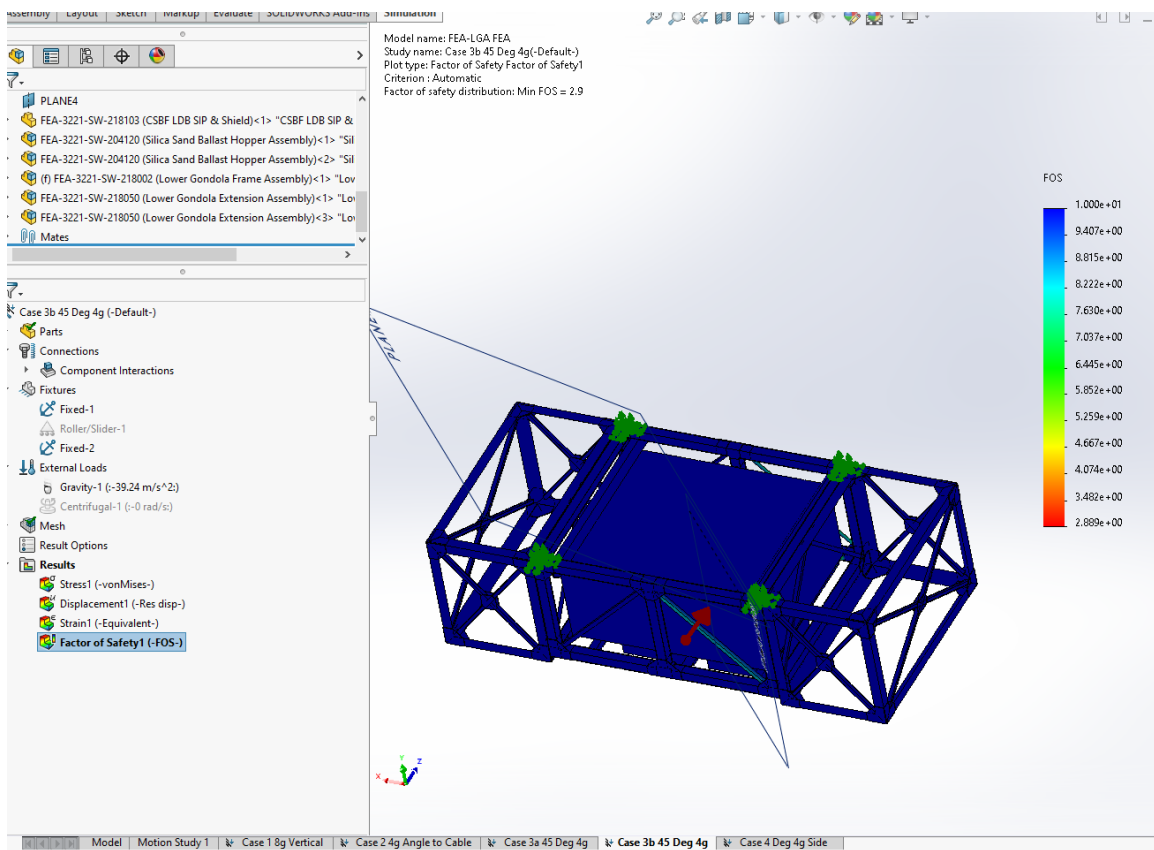 Assembly Layout Sketch Markup Evaluate SOLIDWORKS Add-Ins Simulation
Model name: FEA-LGA FEA
Study name: Case 3b 45 Deg 4g(-Default-)
Plot type: Factor of Safety Factor of Safety1
Criterion : Automatic
Factor of safety distribution: Min FOS = 2.9
PLANE4
FEA-3221-SW-218103 (CSBF LDB SIP & Shield)<1> "CSBF LDB SIP &
FEA-3221-SW-204120 (Silica Sand Ballast Hopper Assembly)<1> "Sil
FEA-3221-SW-204120 (Silica Sand Ballast Hopper Assembly)<2> "Sil
(f) FEA-3221-SW-218002 (Lower Gondola Frame Assembly)<1> "Lov
FEA-3221-SW-218050 (Lower Gondola Extension Assembly)<1> "Lov
FEA-3221-SW-218050 (Lower Gondola Extension Assembly)<3> "Lov
Mates
Case 3b 45 Deg 4g (-Default-)
Parts
Connections
Component Interactions
Fixtures
Fixed-1
Roller/Slider-1
Fixed-2
External Loads
Gravity-1 (:-39.24 m/s^2:)
Centrifugal-1 (:-0 rad/s:)
Mesh
Result Options
Results
Stress1 (-vonMises-)
Displacement1 (-Res disp-)
Strain1 (-Equivalent-)
Factor of Safety1 (-FOS-)
PLANE
FOS
1.000e+01
9.407e+00
8.815e+00
8.222e+00
7.630e+00
7.037e+00
6.445e+00
5.852e+00
5.259e+00
4.667e+00
4.074e+00
3.482e+00
2.889e+00
Y
Z
X
Model Motion Study 1 Case 1 8g Vertical Case 2 4g Angle to Cable Case 3a 45 Deg 4g Case 3b 45 Deg 4g Case 4 Deg 4g Side